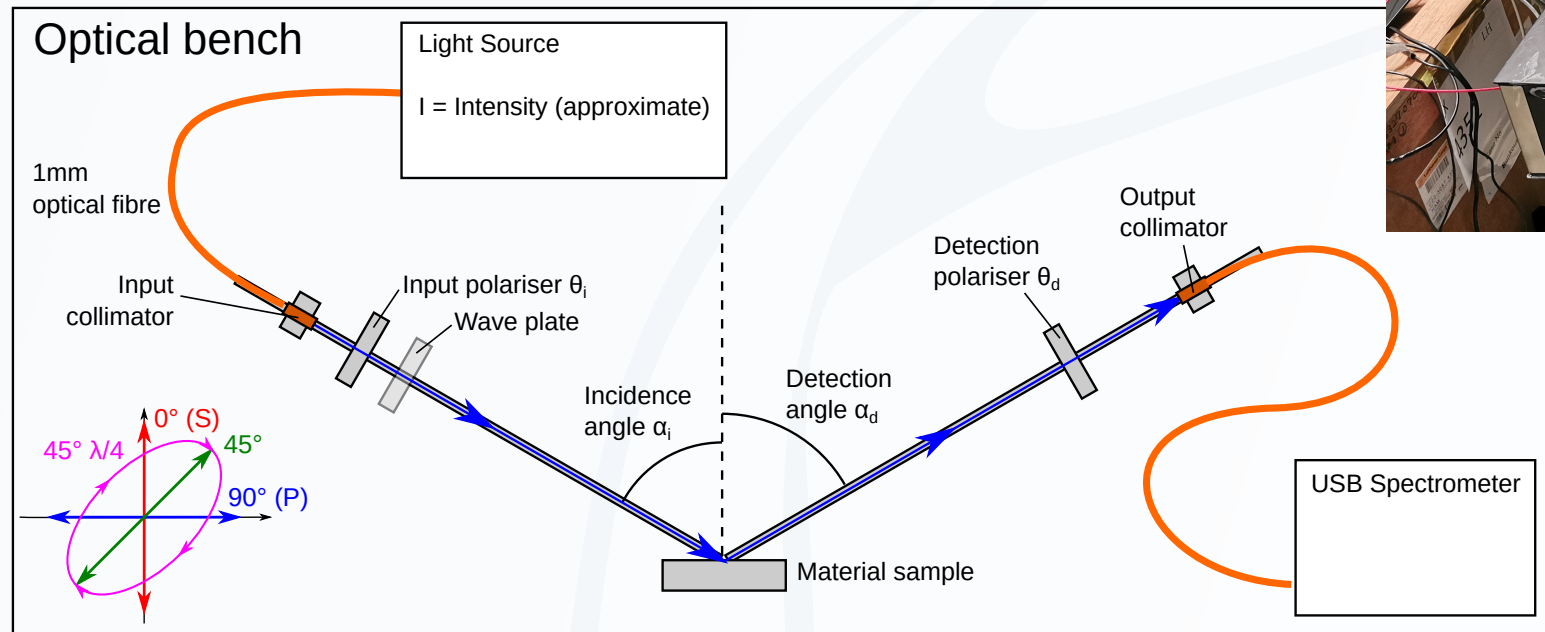 Optical bench
Light Source
I = Intensity (approximate)
1mm
optical fibre
Input
collimator
Input polariser θi
Wave plate
Incidence
angle αi
Detection
angle αd
Detection
polariser θd
Output
collimator
0° (S)
45° λ/4
45°
90° (P)
Material sample
USB Spectrometer
LH